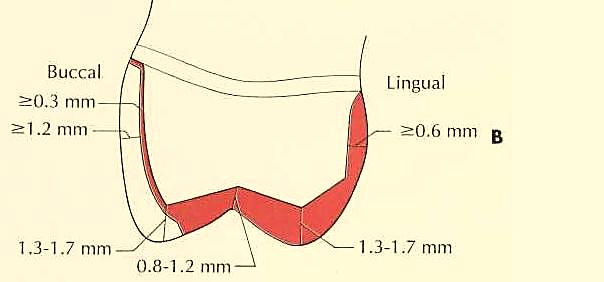 Buccal
Lingual
≥0.3 mm
≥1.2 mm
≥0.6 mm
B
1.3-1.7 mm
0.8-1.2 mm
1.3-1.7 mm